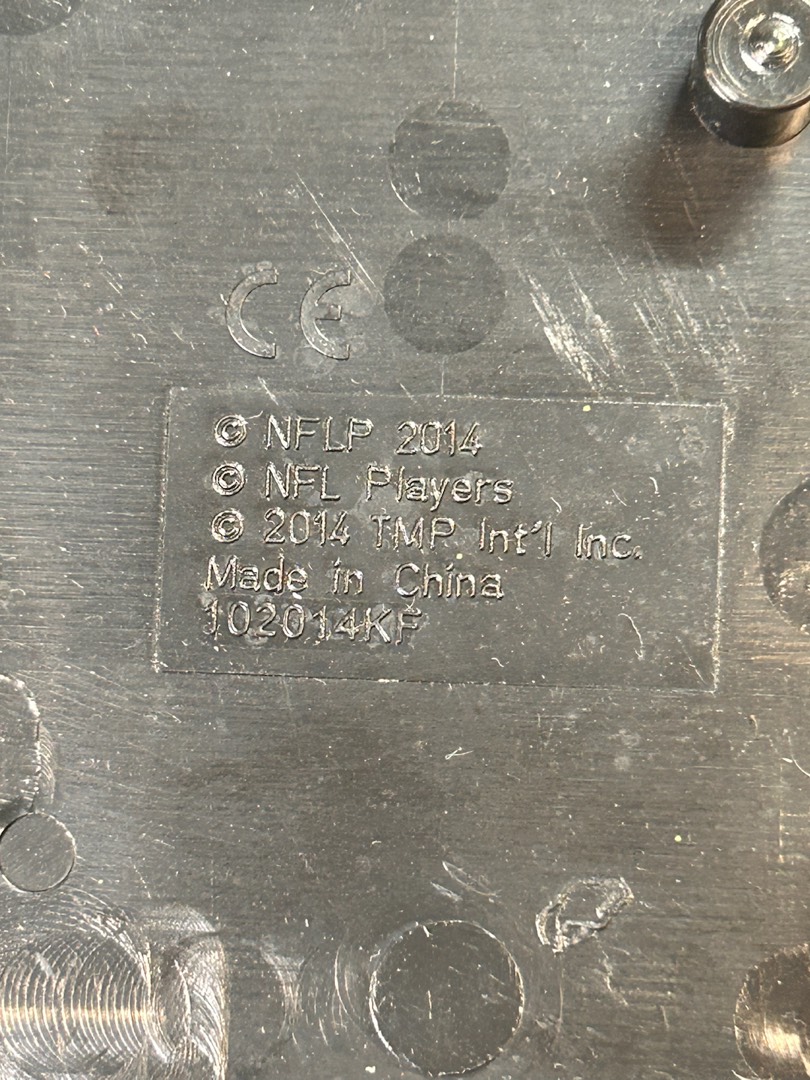 CE
© NFLP 2014
© NFL Players
© 2014 TMP Int'l Inc.
Made in China
102014KF